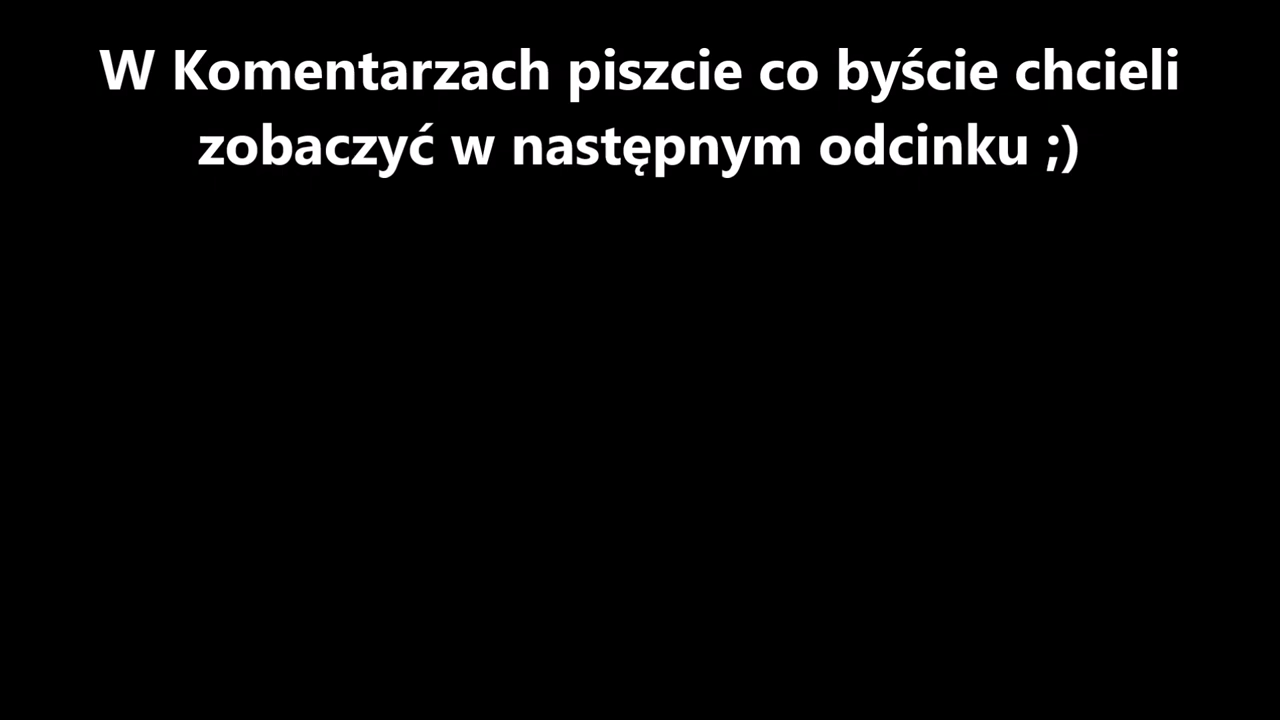 W Komentarzach piszcie co byście chcieli
zobaczyć w następnym odcinku ;)